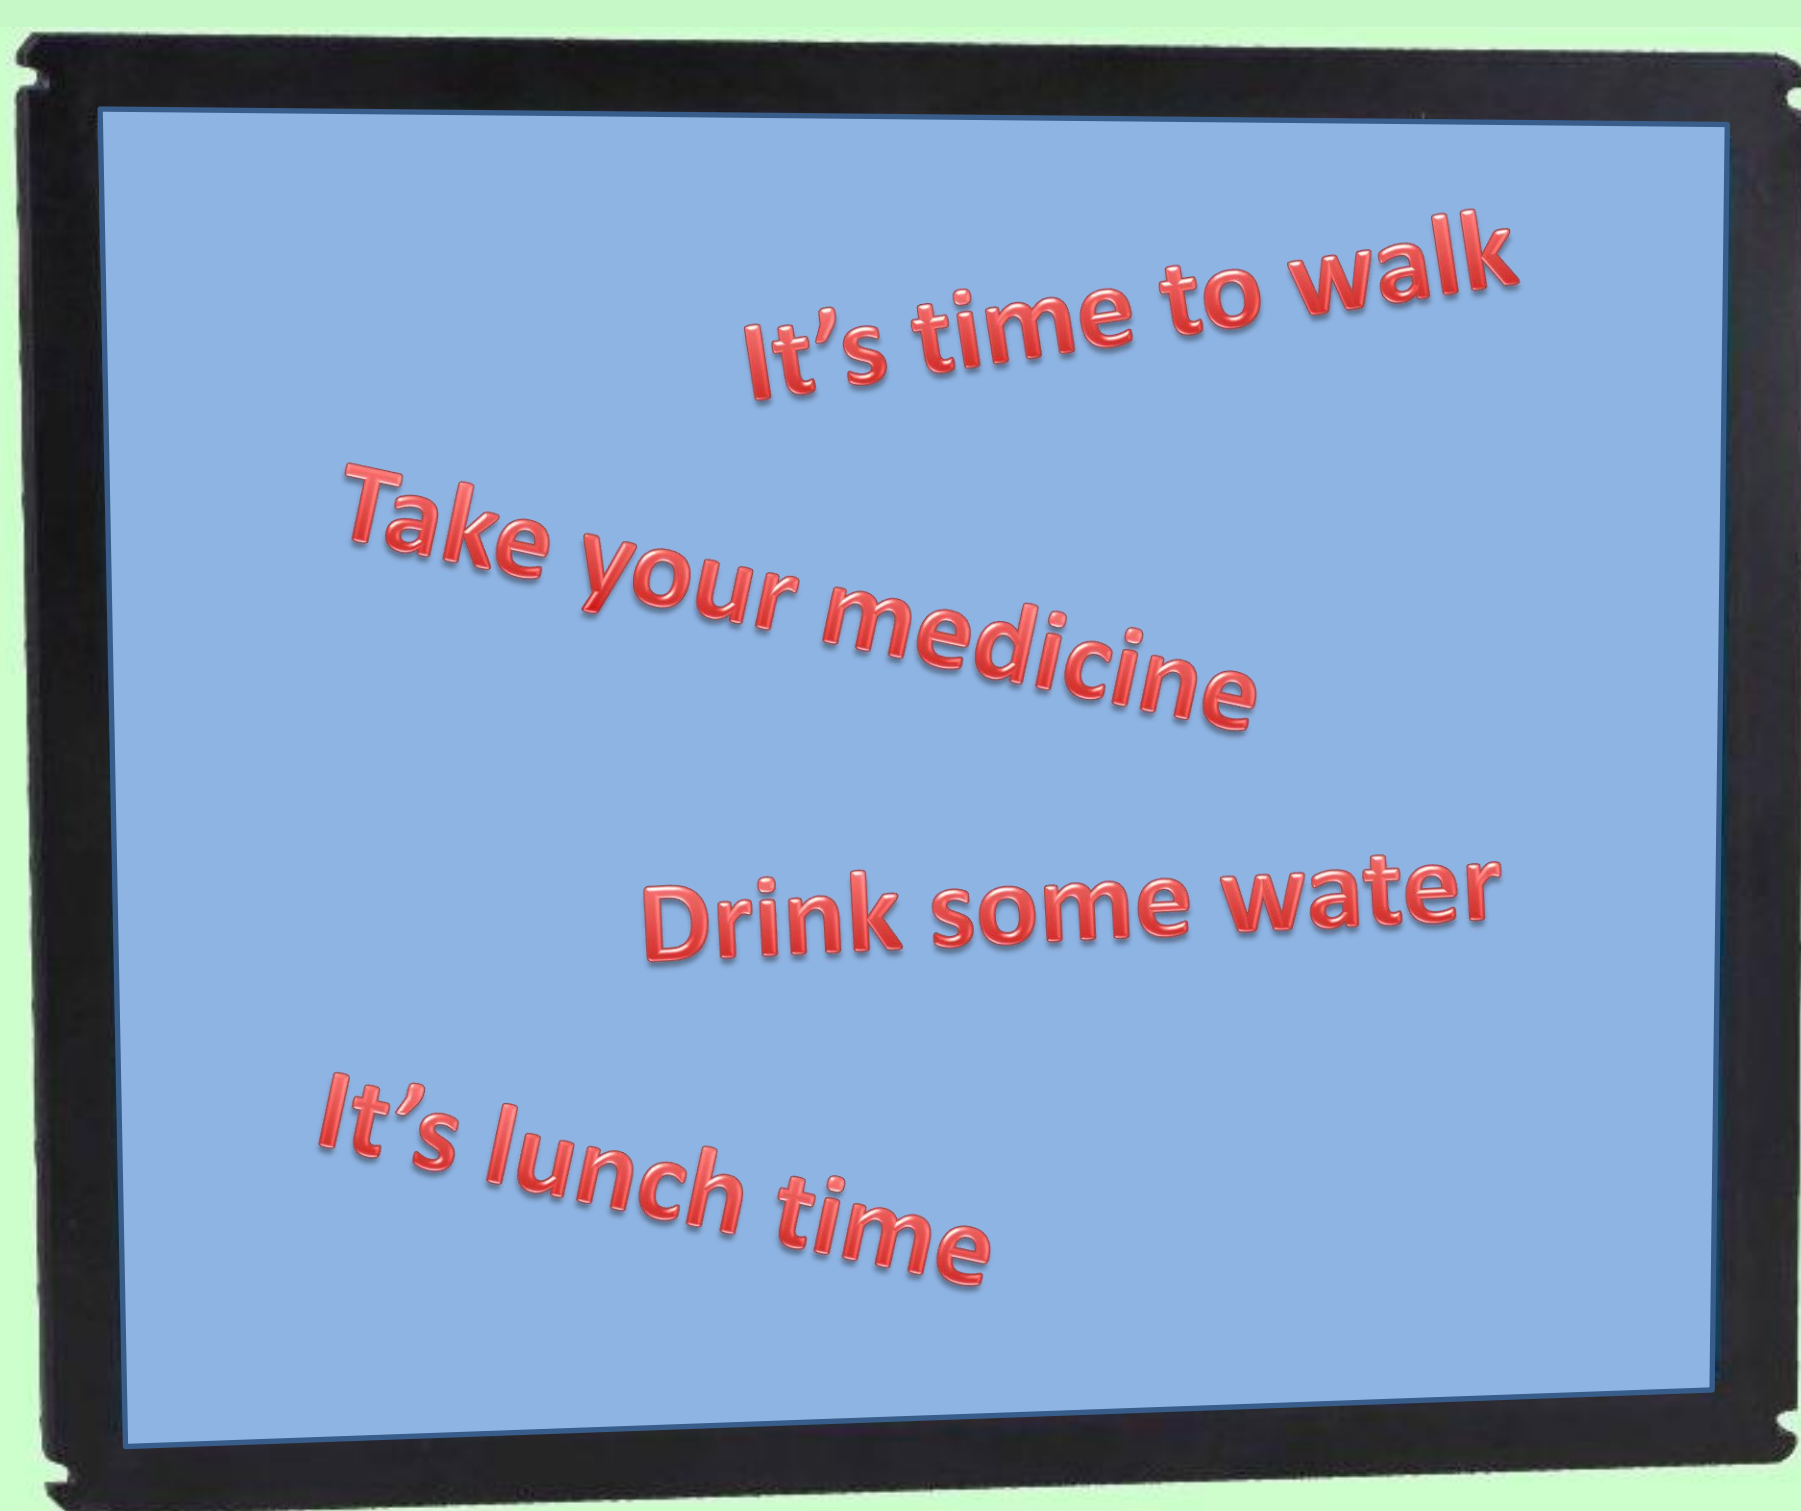 It’s time to walk
Take your medicine
Drink some water
It’s lunch time